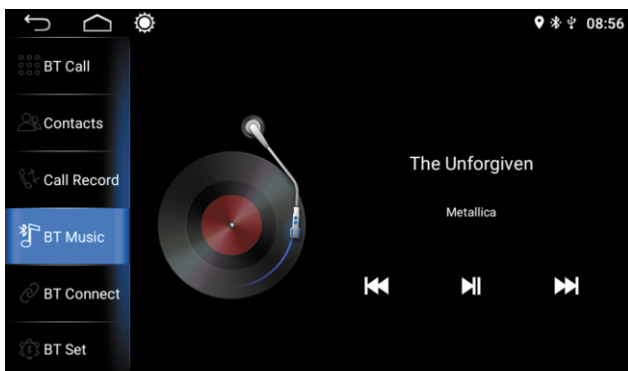 08:56
BT Call
Contacts
Call Record
BT Music
BT Connect
BT Set
The Unforgiven
Metallica